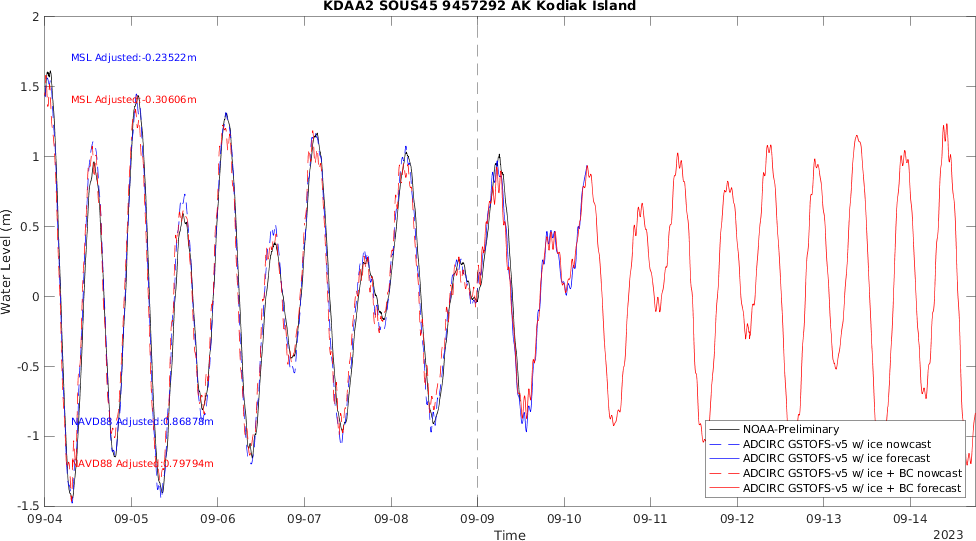 KDAA2 SOUS45 9457292 AK Kodiak Island
2
1.5
1
0.5
0
-0.5
-1
-1.5
Water Level (m)
MSL Adjusted:-0.23522m
MSL Adjusted:-0.30606m
NAVD88 Adjusted:0.86878m
NAVD88 Adjusted:0.79794m
NOAA-Preliminary
ADCIRC GSTOFS-v5 w/ ice nowcast
ADCIRC GSTOFS-v5 w/ ice forecast
ADCIRC GSTOFS-v5 w/ ice + BC nowcast
ADCIRC GSTOFS-v5 w/ ice + BC forecast
09-04 09-05 09-06 09-07 09-08 09-09 09-10 09-11 09-12 09-13 09-14
Time
2023